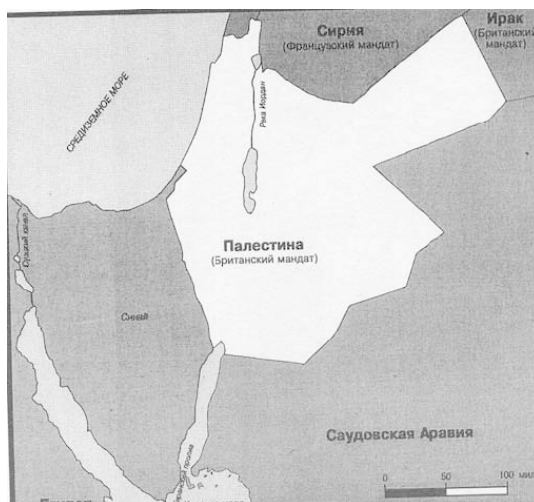 Сирия
(Французский мандат)
Ирак
(Британский
мандат)
СРЕДИЗЕМНОЕ МОРЕ
Река Иордан
Палестина
(Британский мандат)
Суэцкий канал
Синай
Саудовская Аравия
0 50 100 мил